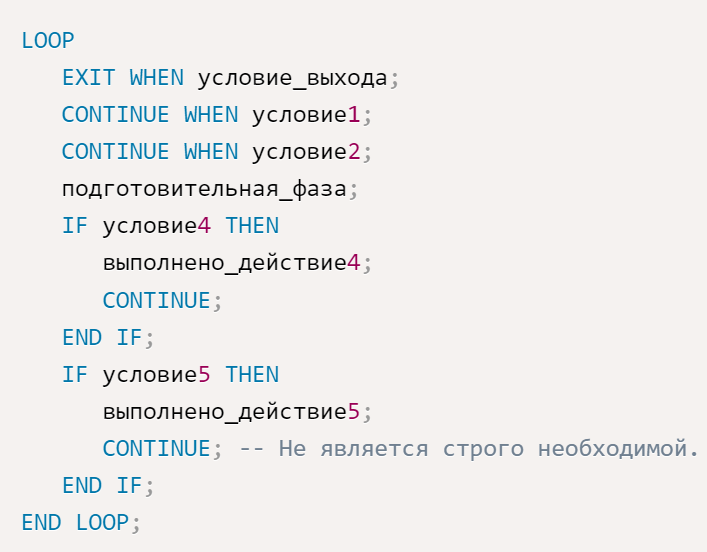 LOOP
EXIT WHEN условие_выхода;
CONTINUE WHEN условие1;
CONTINUE WHEN условие2;
подготовительная_фаза;
IF условие4 THEN
выполнено_действие4;
CONTINUE;
END IF;
IF условие5 THEN
выполнено_действие5;
CONTINUE; -- Не является строго необходимой.
END IF;
END LOOP;